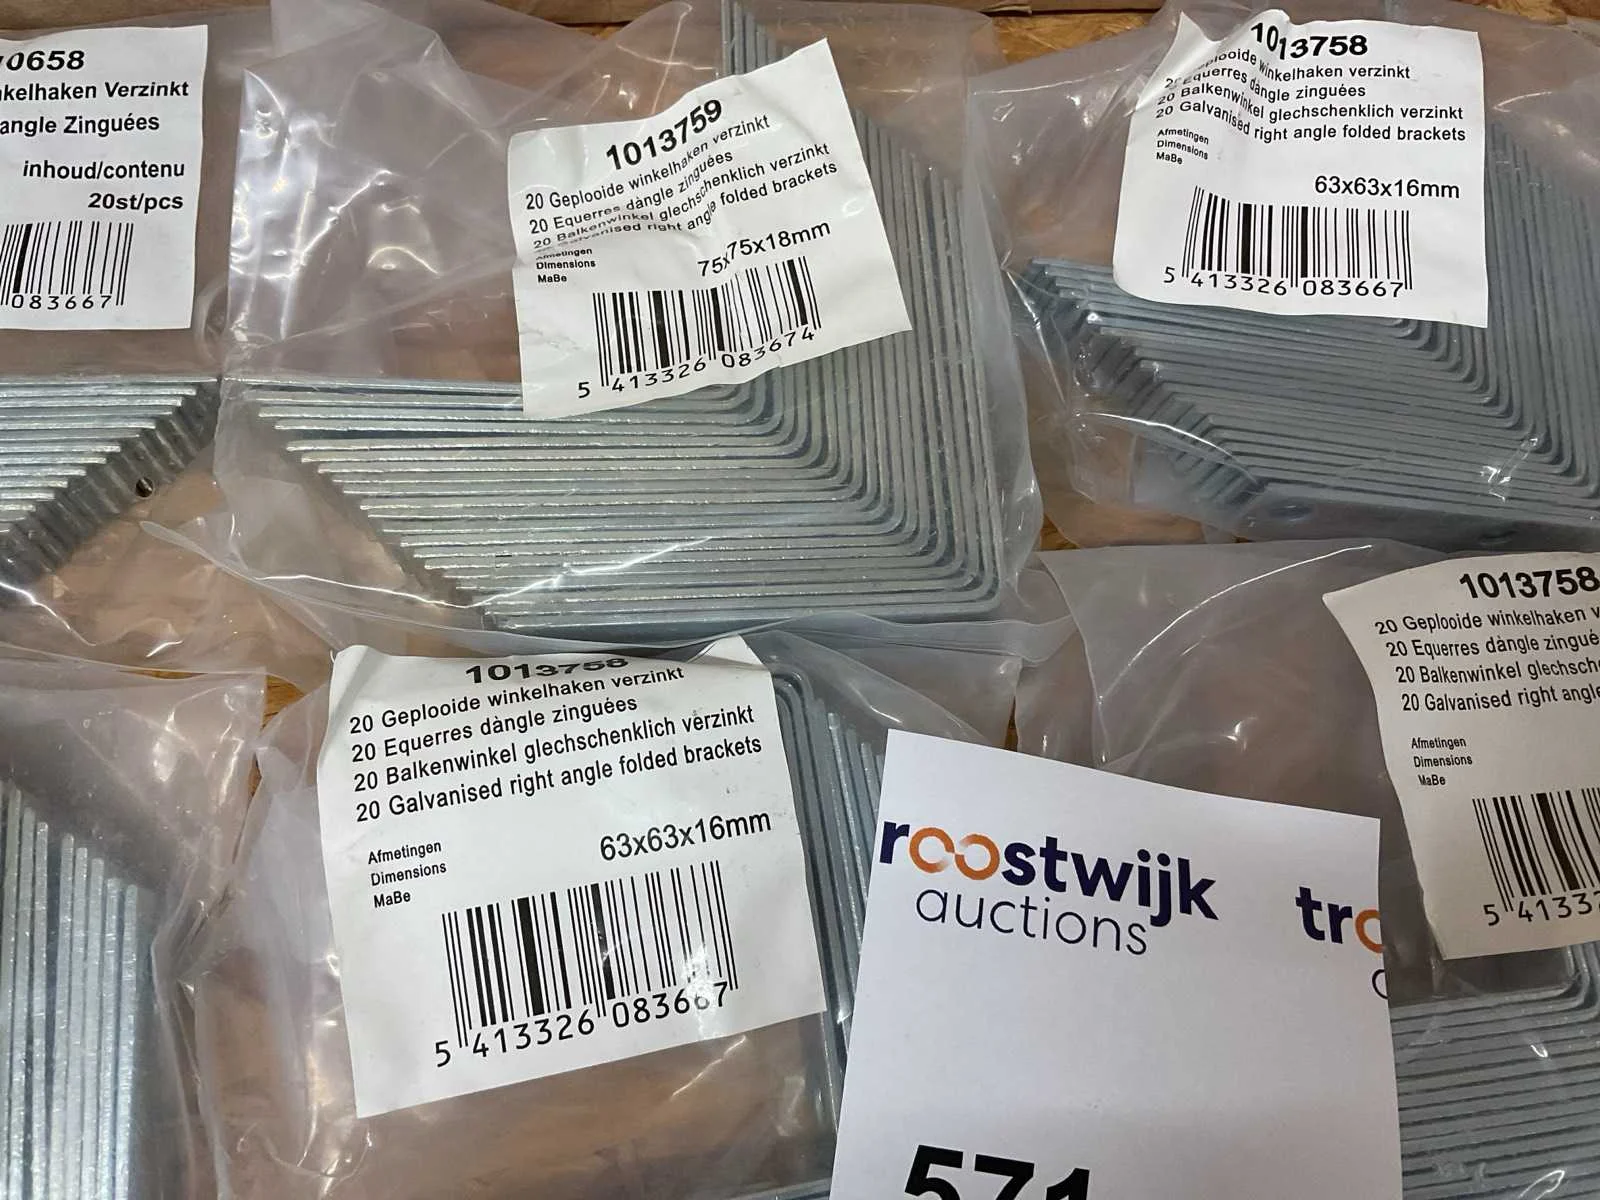 0658
kelhaken Verzinkt
angle Zinguées
inhoud/contenu
20st/pcs
083667
1013759
20 Geplooide winkelhaken verzinkt
20 Equerres dàngle zinguées
20 Balkenwinkel glechschenklich verzinkt
Galvanised right angle folded brackets
Afmetingen
Dimensions
MaBe
75x75x18mm
5 413326 083674
1013758
20 Geplooide winkelhaken verzinkt
20 Equerres dàngle zinguées
20 Balkenwinkel glechschenklich verzinkt
20 Galvanised right angle folded brackets
Afmetingen
Dimensions
MaBe
63x63x16mm
5 413326 083667
1013758
20 Geplooide winkelhaken verzinkt
20 Equerres dàngle zinguées
20 Balkenwinkel glechschenklich verzinkt
20 Galvanised right angle folded brackets
Afmetingen
Dimensions
MaBe
63x63x16mm
5 413326 083667
1013758
20 Geplooide winkelhaken v
20 Equerres dàngle zingué
20 Balkenwinkel glechsch
20 Galvanised right angle
Afmetingen
Dimensions
MaBe
5 4133
roostwijk
auctions
tro
571